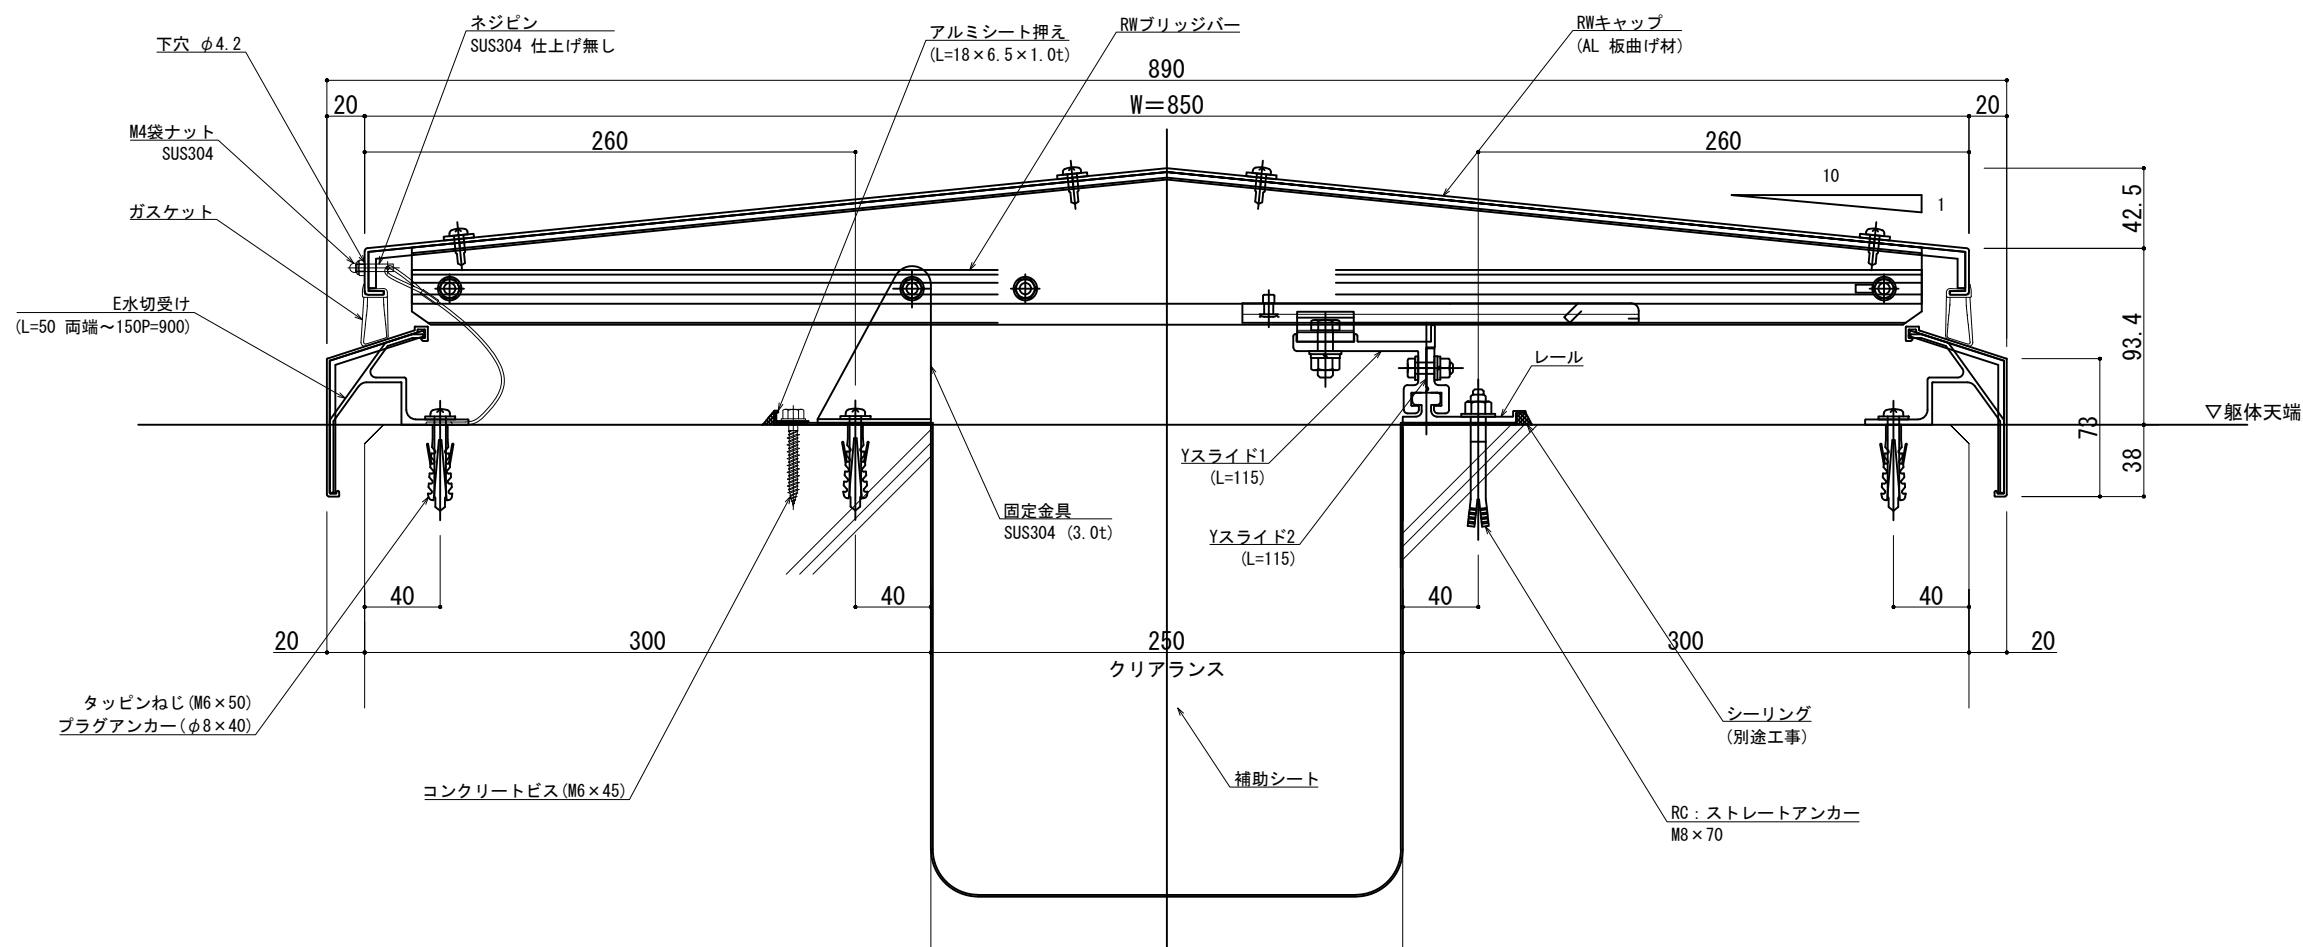 ネジピン
SUS304 仕上げ無し
下穴 φ4.2
アルミシート押え
(L=18×6.5×1.0t)
RWブリッジバー
RWキャップ
(AL 板曲げ材)
890
20
W=850
20
M4袋ナット
SUS304
260
260
10
1
42.5
ガスケット
E水切受け
(L=50 両端～150P=900)
93.4
レール
▽躯体天端
73
38
Yスライド1
(L=115)
固定金具
SUS304 (3.0t)
Yスライド2
(L=115)
40
40
40
40
20
300
250
300
20
クリアランス
タッピンねじ(M6×50)
プラグアンカー(φ8×40)
シーリング
(別途工事)
コンクリートビス(M6×45)
補助シート
RC：ストレートアンカー
M8×70